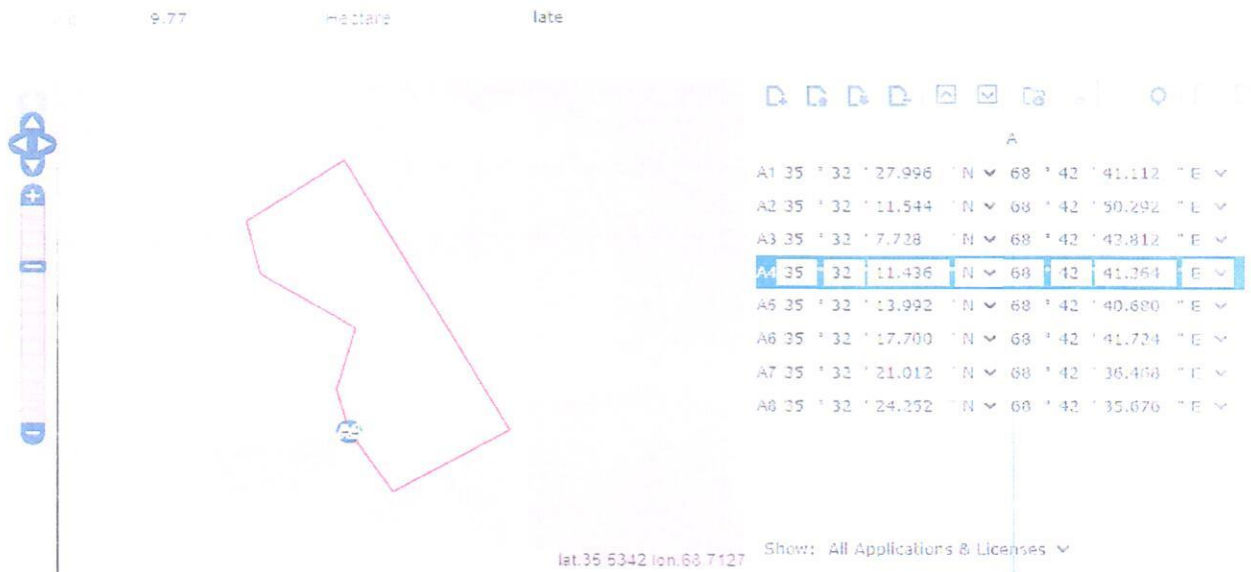 9.77 Hectare late
A
A1 35 ° 32 ' 27.996 " N 68 ° 42 ' 41.112 " E
A2 35 ° 32 ' 11.544 " N 68 ° 42 ' 50.292 " E
A3 35 ° 32 ' 7.728 " N 68 ° 42 ' 43.812 " E
A4 35 ° 32 ' 11.436 " N 68 ° 42 ' 41.364 " E
A5 35 ° 32 ' 13.992 " N 68 ° 42 ' 40.680 " E
A6 35 ° 32 ' 17.700 " N 68 ° 42 ' 41.724 " E
A7 35 ° 32 ' 21.012 " N 68 ° 42 ' 36.468 " E
A8 35 ° 32 ' 24.252 " N 68 ° 42 ' 35.676 " E
A4
lat.35.5342 lon.68.7127
Show: All Applications & Licenses